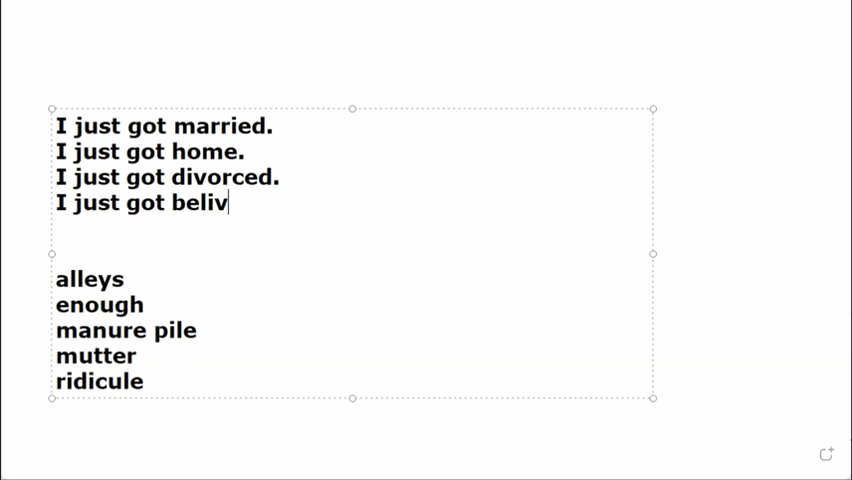 I just got married.
I just got home.
I just got divorced.
I just got beliv
alleys
enough
manure pile
mutter
ridicule